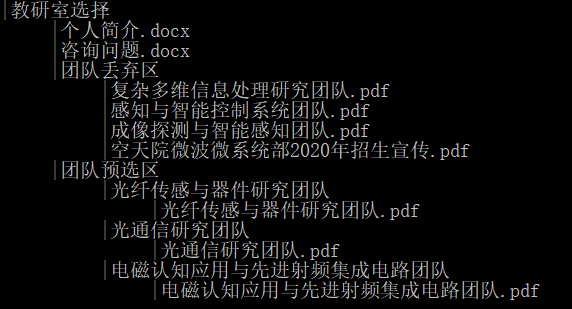 教研室选择
个人简介.docx
咨询问题.docx
团队丢弃区
复杂多维信息处理研究团队.pdf
感知与智能控制系统团队.pdf
成像探测与智能感知团队.pdf
空天院微波微系统部2020年招生宣传.pdf
团队预选区
光纤传感与器件研究团队
光纤传感与器件研究团队.pdf
光通信研究团队
光通信研究团队.pdf
电磁认知应用与先进射频集成电路团队
电磁认知应用与先进射频集成电路团队.pdf